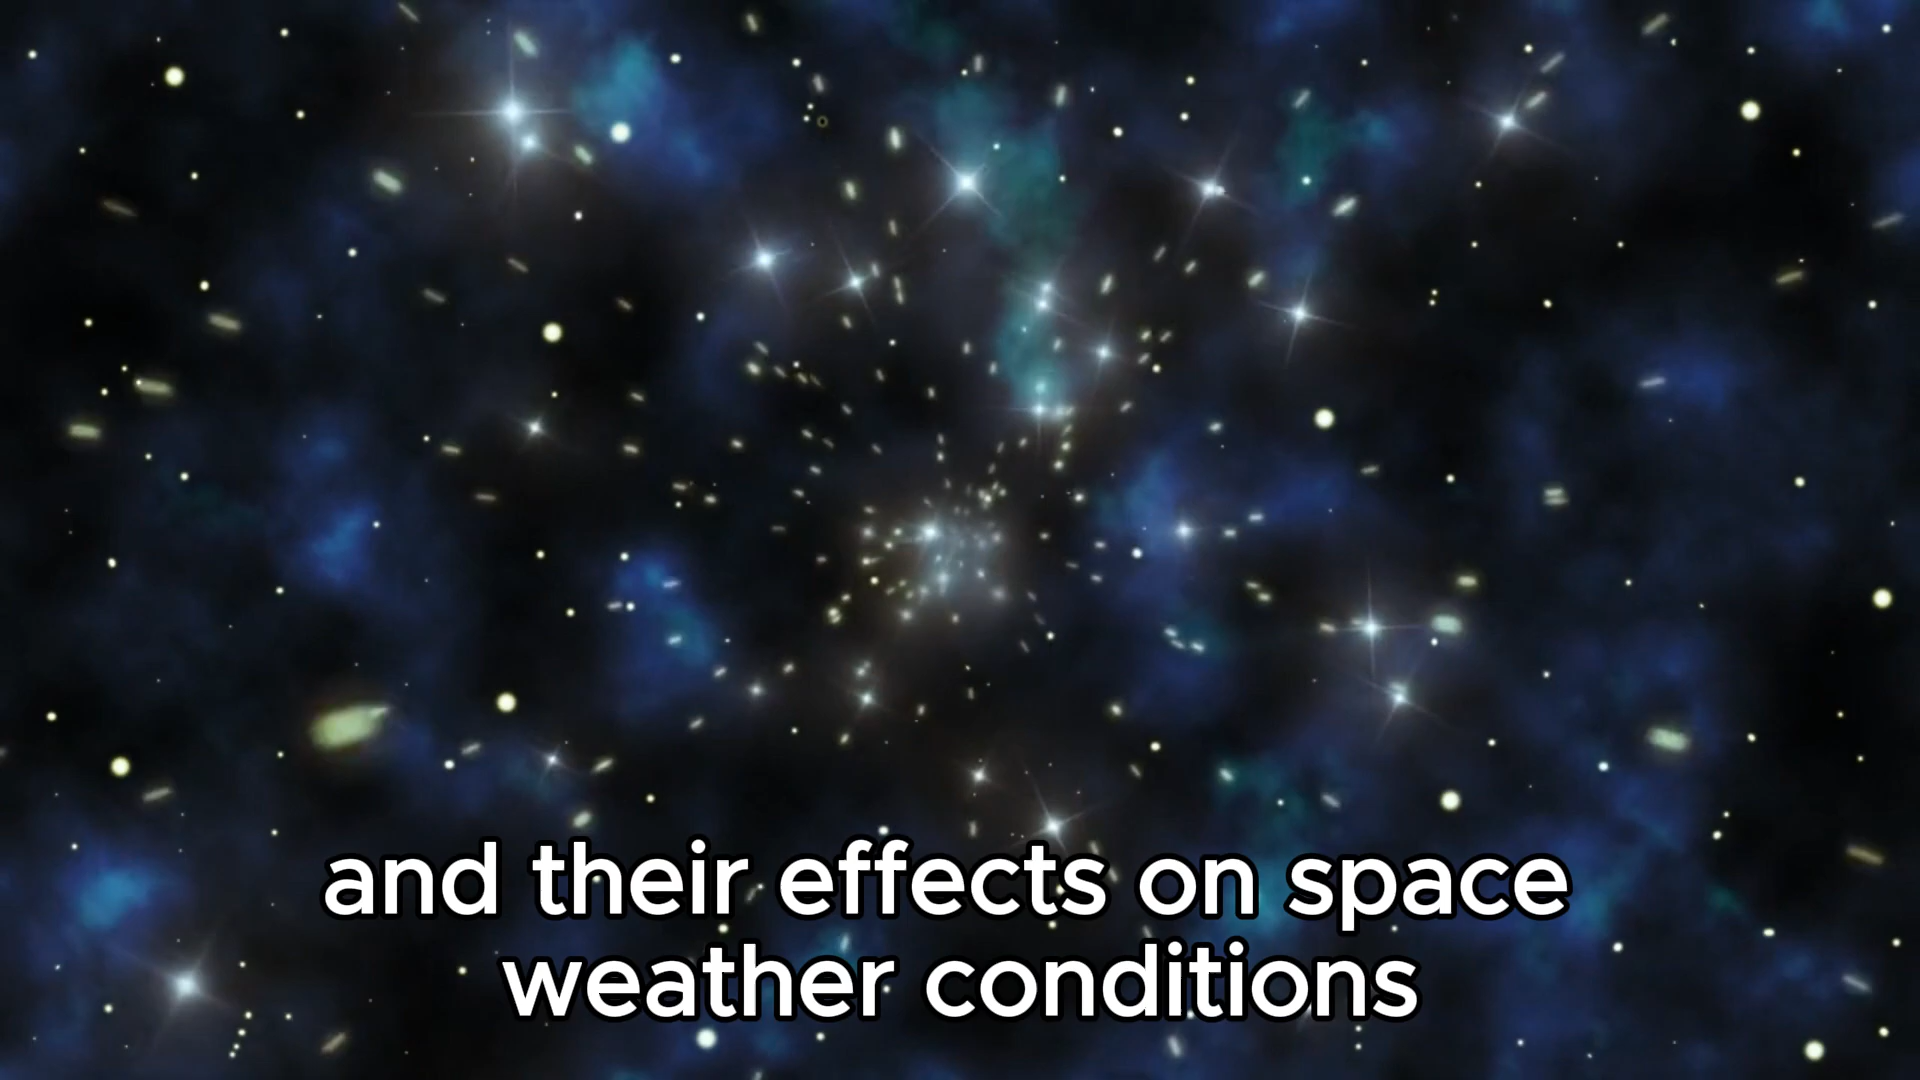 and their effects on space
weather conditions